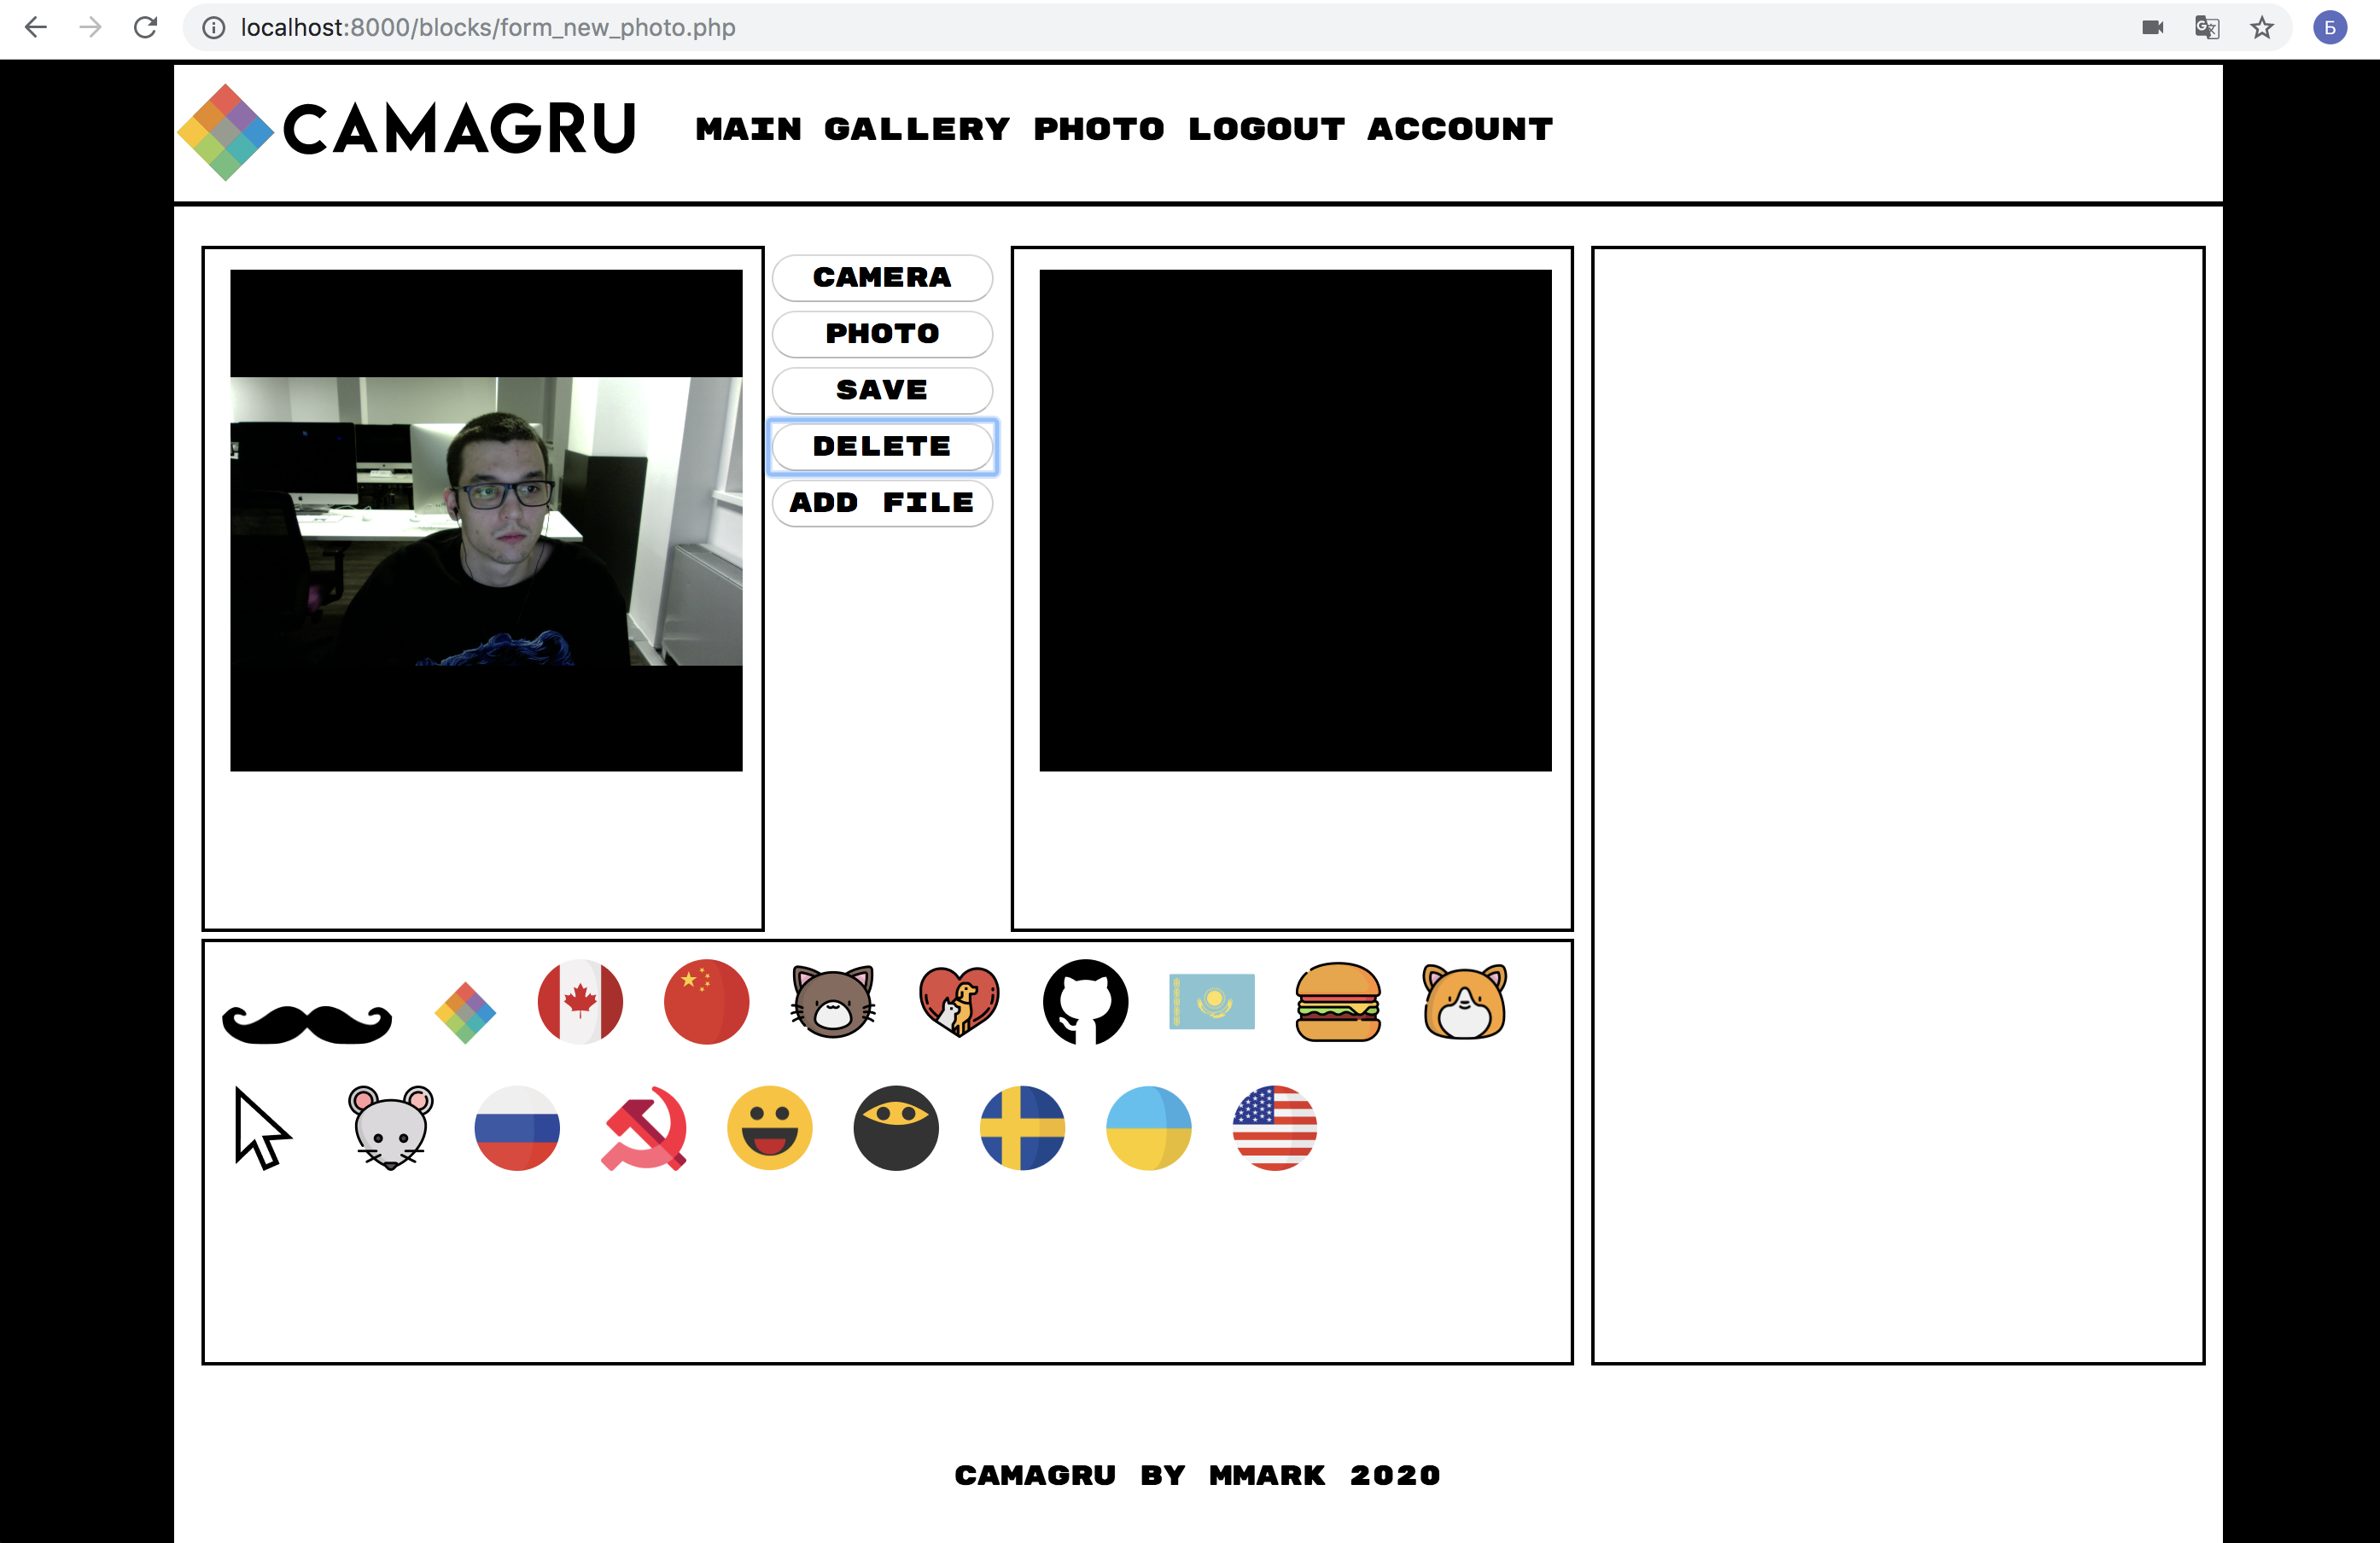 localhost:8000/blocks/form_new_photo.php
Б
CAMAGRU
MAIN GALLERY PHOTO LOGOUT ACCOUNT
CAMERA
PHOTO
SAVE
DELETE
ADD FILE
CAMAGRU BY MMARK 2020